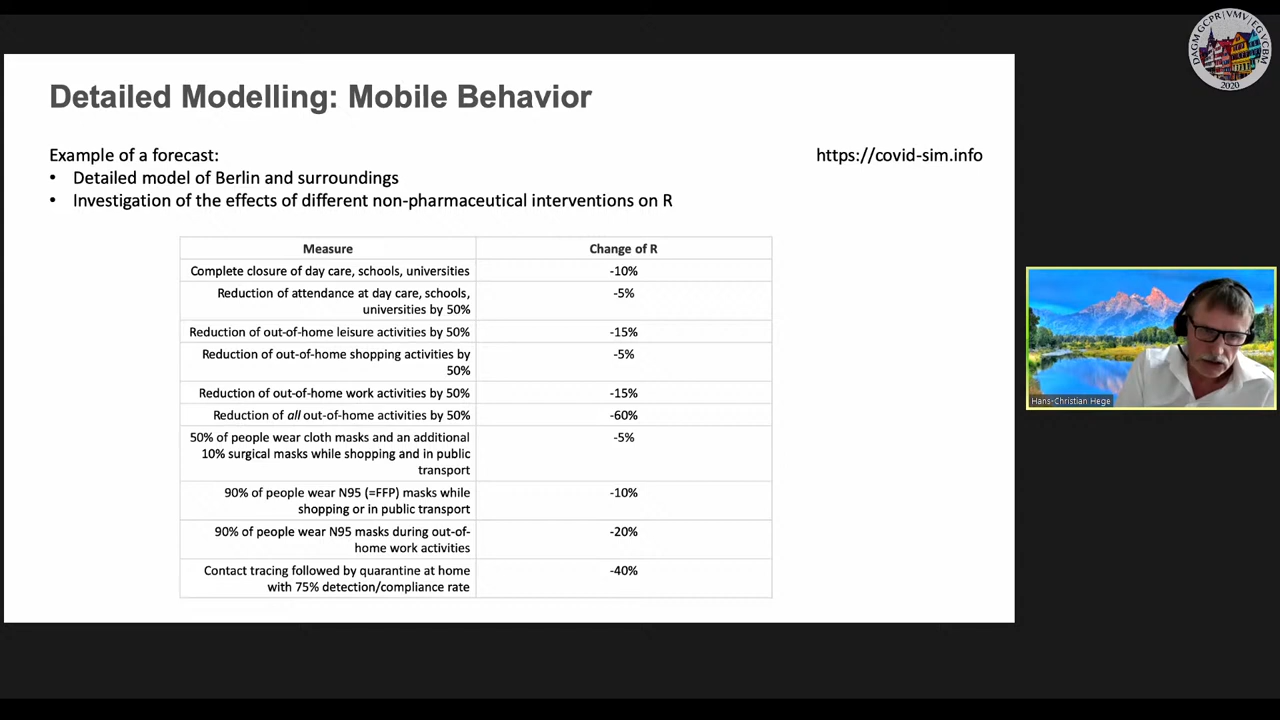 DAGM GCPR | VMV | EG VCBM
2020
Detailed Modelling: Mobile Behavior
Example of a forecast:
https://covid-sim.info
• Detailed model of Berlin and surroundings
• Investigation of the effects of different non-pharmaceutical interventions on R
Measure
Change of R
Complete closure of day care, schools, universities
-10%
Reduction of attendance at day care, schools,
universities by 50%
-5%
Reduction of out-of-home leisure activities by 50%
-15%
Reduction of out-of-home shopping activities by
50%
-5%
Reduction of out-of-home work activities by 50%
-15%
Reduction of all out-of-home activities by 50%
-60%
50% of people wear cloth masks and an additional
10% surgical masks while shopping and in public
transport
-5%
90% of people wear N95 (=FFP) masks while
shopping or in public transport
-10%
90% of people wear N95 masks during out-of-
home work activities
-20%
Contact tracing followed by quarantine at home
with 75% detection/compliance rate
-40%
Hans-Christian Hege